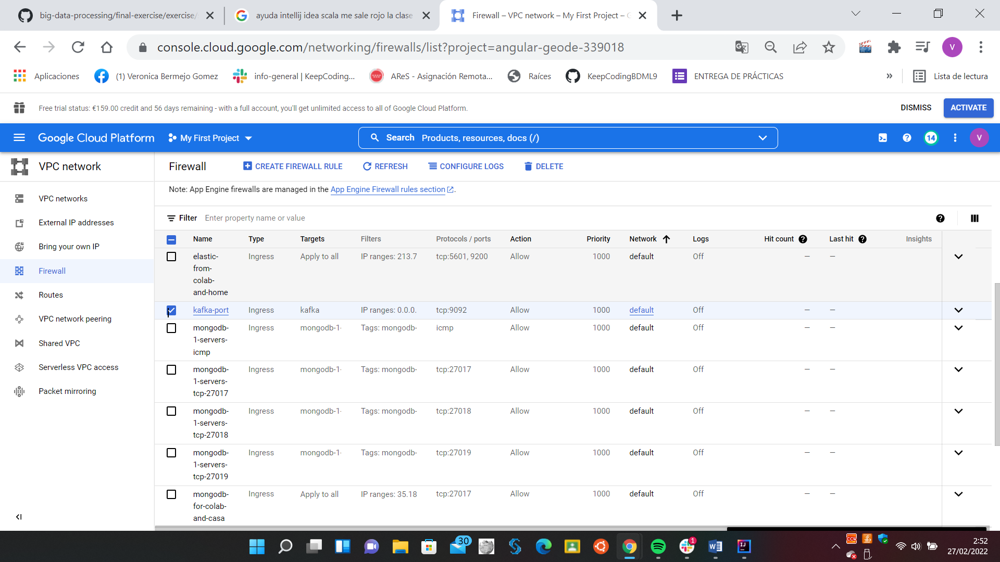 big-data-processing/final-exercise/exercise/
ayuda intellij idea scala me sale rojo la clase
Firewall – VPC network – My First Project –
console.cloud.google.com/networking/firewalls/list?project=angular-geode-339018
V
Aplicaciones
(1) Veronica Bermejo Gomez
info-general | KeepCoding...
AReS - Asignación Remota...
Raíces
KeepCodingBDML9
ENTREGA DE PRÁCTICAS
»
Lista de lectura
Free trial status: €159.00 credit and 56 days remaining - with a full account, you'll get unlimited access to all of Google Cloud Platform.
DISMISS
ACTIVATE
Google Cloud Platform
My First Project
Search Products, resources, docs (/)
14
V
VPC network
Firewall
CREATE FIREWALL RULE
REFRESH
CONFIGURE LOGS
DELETE
VPC networks
External IP addresses
Bring your own IP
Firewall
Routes
VPC network peering
Shared VPC
Serverless VPC access
Packet mirroring
Note: App Engine firewalls are managed in the App Engine Firewall rules section.
Filter Enter property name or value
Name Type Targets Filters Protocols / ports Action Priority Network Logs Hit count Last hit Insights
elastic- Ingress Apply to all IP ranges: 213.7 tcp:5601, 9200 Allow 1000 default Off — —
from-
colab-
and-home
kafka-port Ingress kafka IP ranges: 0.0.0. tcp:9092 Allow 1000 default Off — —
mongodb- Ingress mongodb-1- Tags: mongodb- icmp Allow 1000 default Off — —
1-servers-
icmp
mongodb- Ingress mongodb-1- Tags: mongodb- tcp:27017 Allow 1000 default Off — —
1-servers-
tcp-27017
mongodb- Ingress mongodb-1- Tags: mongodb- tcp:27018 Allow 1000 default Off — —
1-servers-
tcp-27018
mongodb- Ingress mongodb-1- Tags: mongodb- tcp:27019 Allow 1000 default Off — —
1-servers-
tcp-27019
mongodb- Ingress Apply to all IP ranges: 35.18 tcp:27017 Allow 1000 default Off — —
for-colab-
and-casa
30
1
2:52
27/02/2022